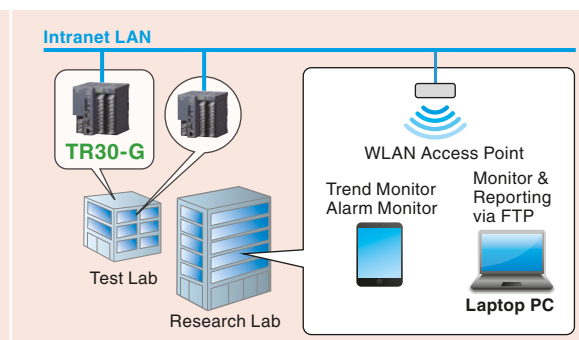 Intranet LAN
TR30-G
WLAN Access Point
Trend Monitor
Alarm Monitor
Monitor &
Reporting
via FTP
Laptop PC
Test Lab
Research Lab